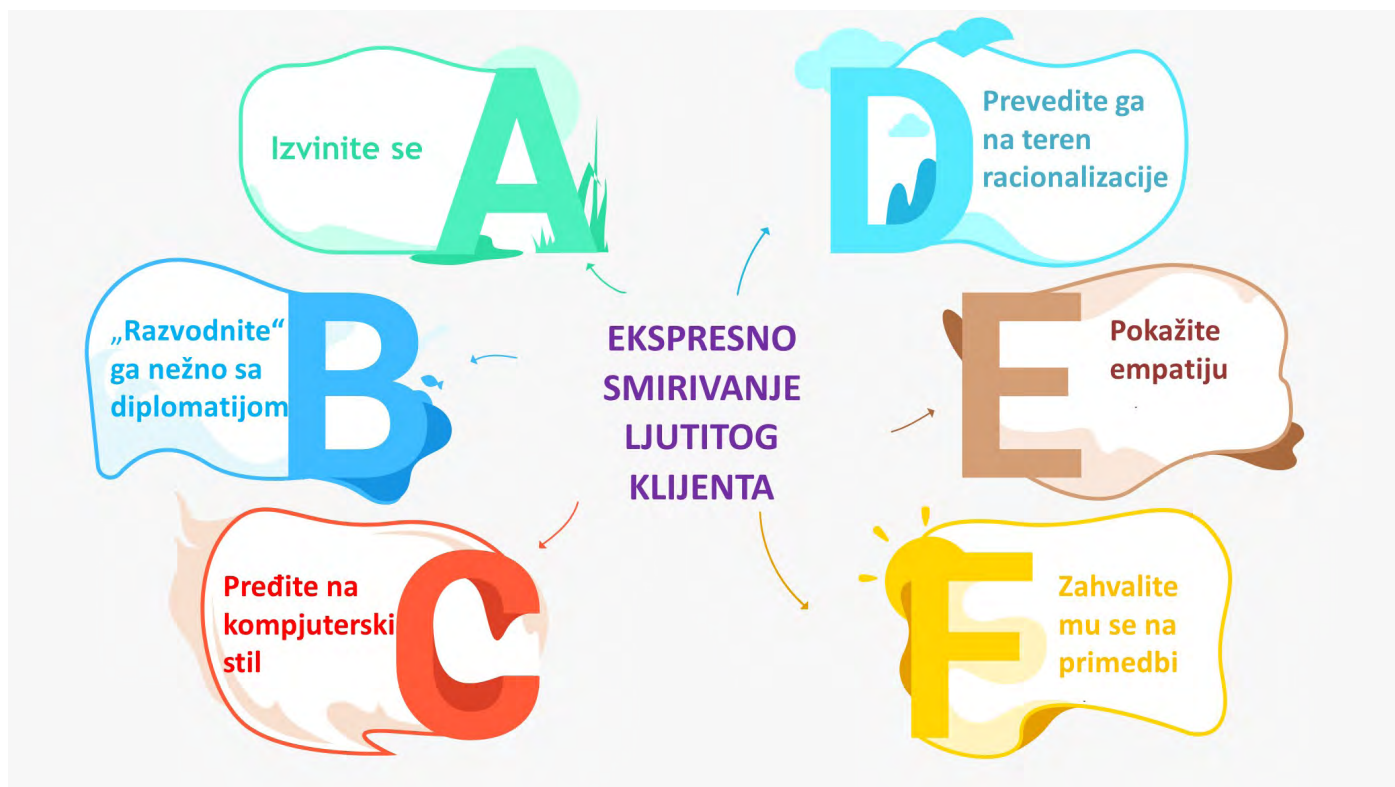 A
Izvinite se
B
„Razvodnite“
ga nežno sa
diplomatijom
C
Pređite na
kompjuterski
stil
EKSPRESNO
SMIRIVANJE
LJUTITOG
KLIJENTA
D
Prevedite ga
na teren
racionalizacije
E
Pokažite
empatiju
F
Zahvalite
mu se na
primedbi